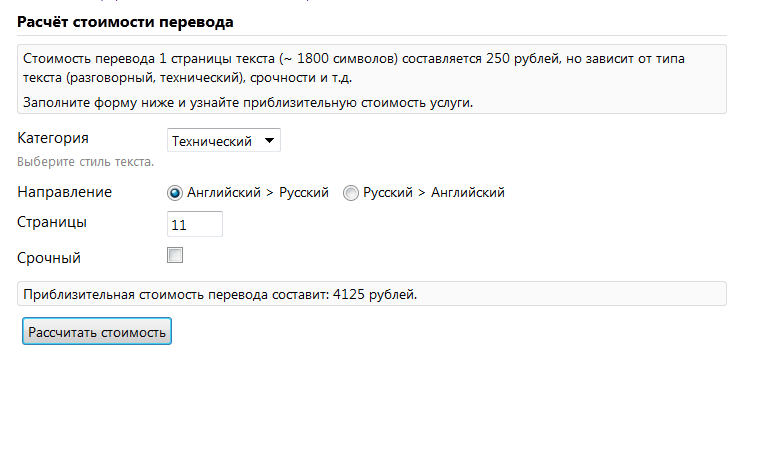 Расчёт стоимости перевода
Стоимость перевода 1 страницы текста (~ 1800 символов) составляется 250 рублей, но зависит от типа
текста (разговорный, технический), срочности и т.д.
Заполните форму ниже и узнайте приблизительную стоимость услуги.
Категория
Технический
Выберите стиль текста.
Направление
Английский > Русский
Русский > Английский
Страницы
11
Срочный
Приблизительная стоимость перевода составит: 4125 рублей.
Рассчитать стоимость